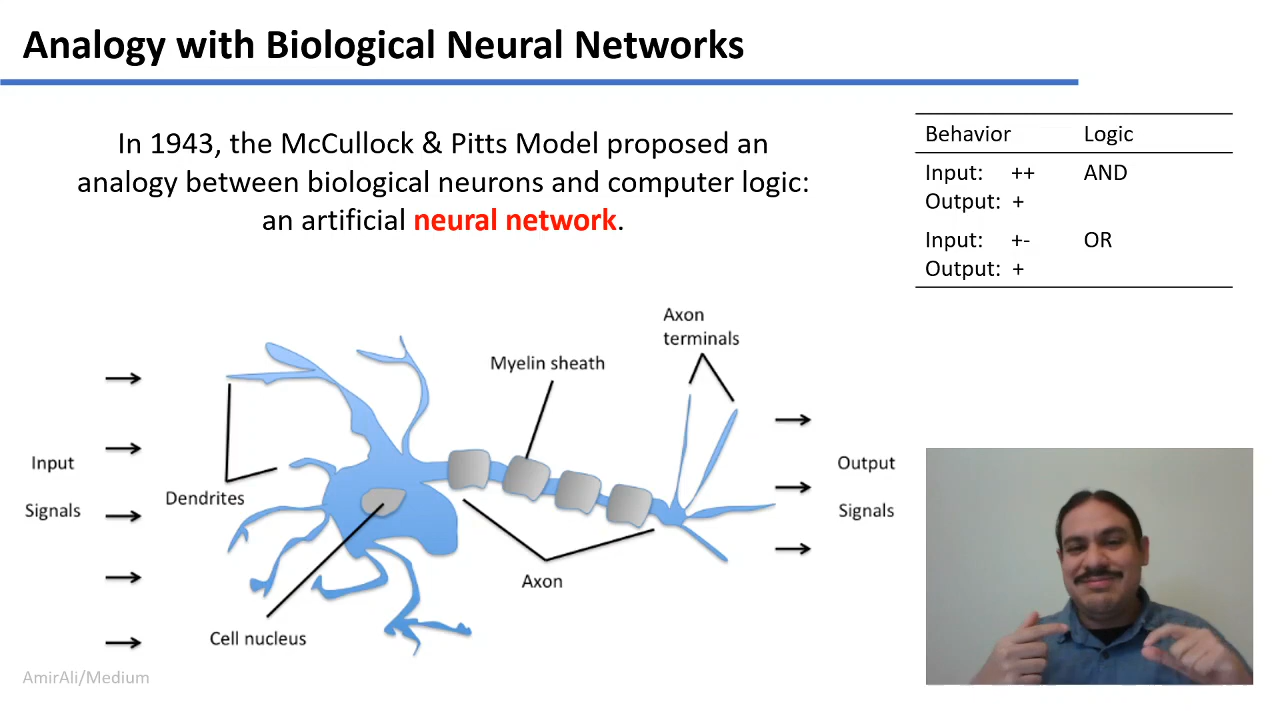 Analogy with Biological Neural Networks
In 1943, the McCullock & Pitts Model proposed an
analogy between biological neurons and computer logic:
an artificial neural network.
Behavior Logic
Input: ++ AND
Output: +
Input: +- OR
Output: +
Axon
terminals
Myelin sheath
Input
Signals
Dendrites
Output
Signals
Axon
Cell nucleus
AmirAli/Medium